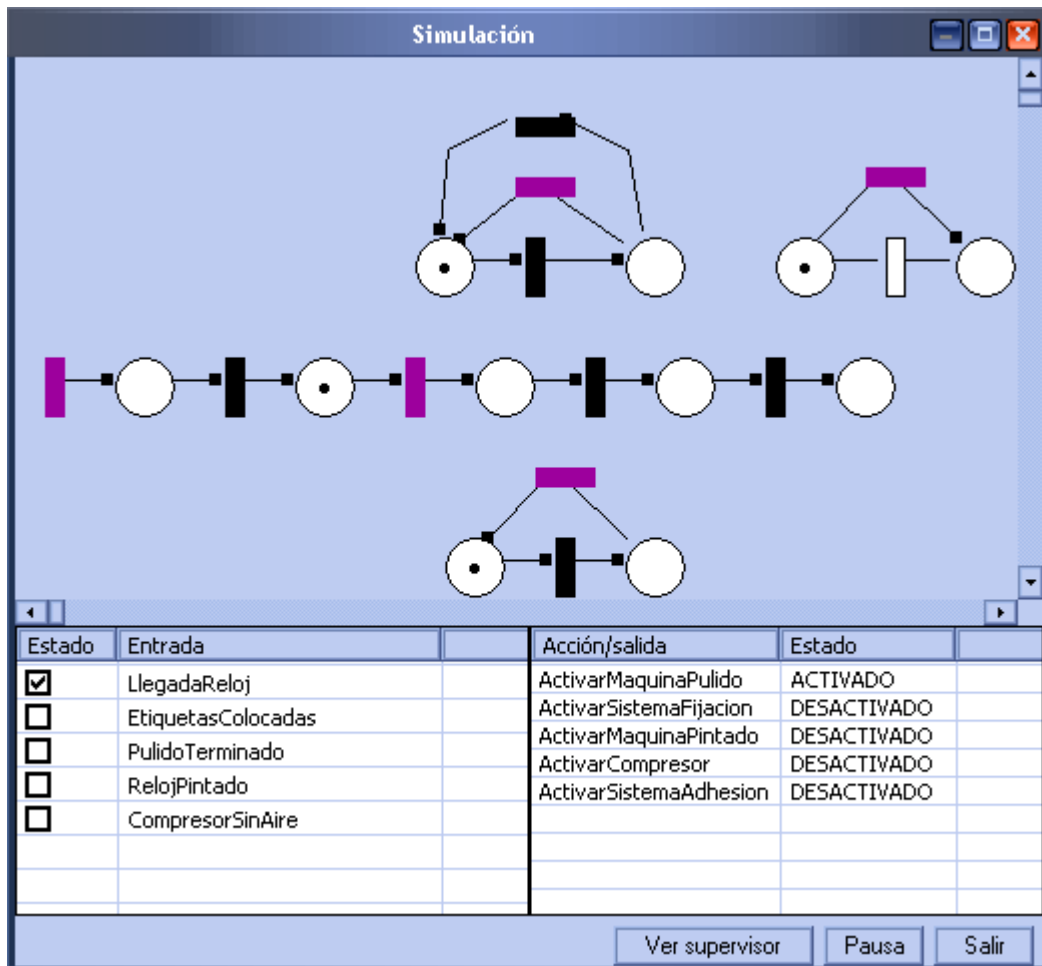 Simulación
Estado Entrada
LlegadaReloj
EtiquetasColocadas
PulidoTerminado
RelojPintado
CompresorSinAire
Acción/salida Estado
ActivarMaquinaPulido ACTIVADO
ActivarSistemaFijacion DESACTIVADO
ActivarMaquinaPintado DESACTIVADO
ActivarCompresor DESACTIVADO
ActivarSistemaAdhesion DESACTIVADO
Ver supervisor Pausa Salir